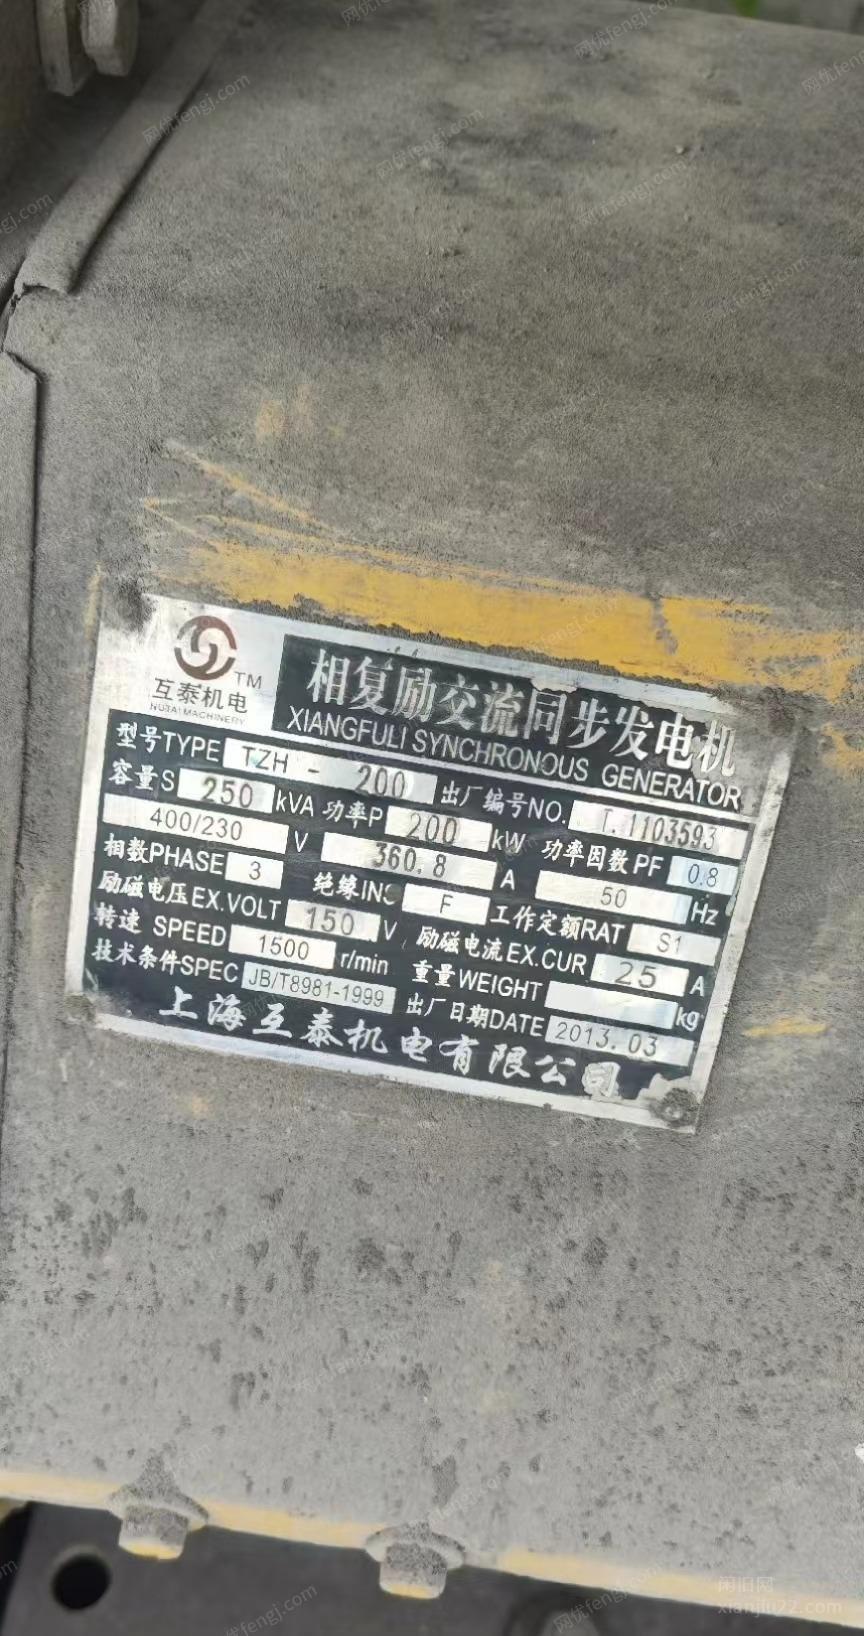 互泰机电 TM
HUTAI MACHINERY
相复励交流同步发电机
XIANGFULI SYNCHRONOUS GENERATOR
型号TYPE TZH - 200 出厂编号NO. T.1103593
容量S 250 kVA 功率P 200 kW 功率因数PF 0.8
400/230 V 360.8 A 50 Hz
相数PHASE 3 绝缘INS F 工作定额RAT S1
励磁电压EX.VOLT 150 V 励磁电流EX.CUR 25 A
转速 SPEED 1500 r/min 重量WEIGHT kg
技术条件SPEC JB/T8981-1999 出厂日期DATE 2013.03
上海互泰机电有限公司
闲旧网
xianjiu22.com